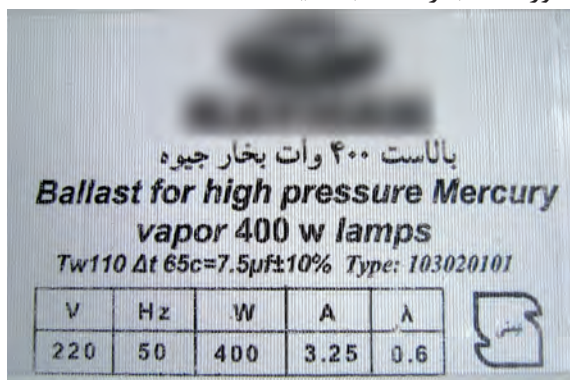 بالاست ۴۰۰ وات بخار جیوه
Ballast for high pressure Mercury
vapor 400 w lamps
Tw110 Δt 65c=7.5µf±10% Type: 103020101
V Hz W A λ
220 50 400 3.25 0.6